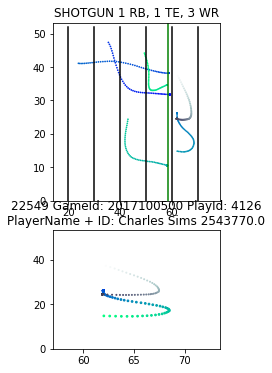 SHOTGUN 1 RB, 1 TE, 3 WR
50
40
30
20
10
0
20 40 60
22549 GameId: 2017100500 PlayId: 4126
PlayerName + ID: Charles Sims 2543770.0
40
20
0
60 65 70